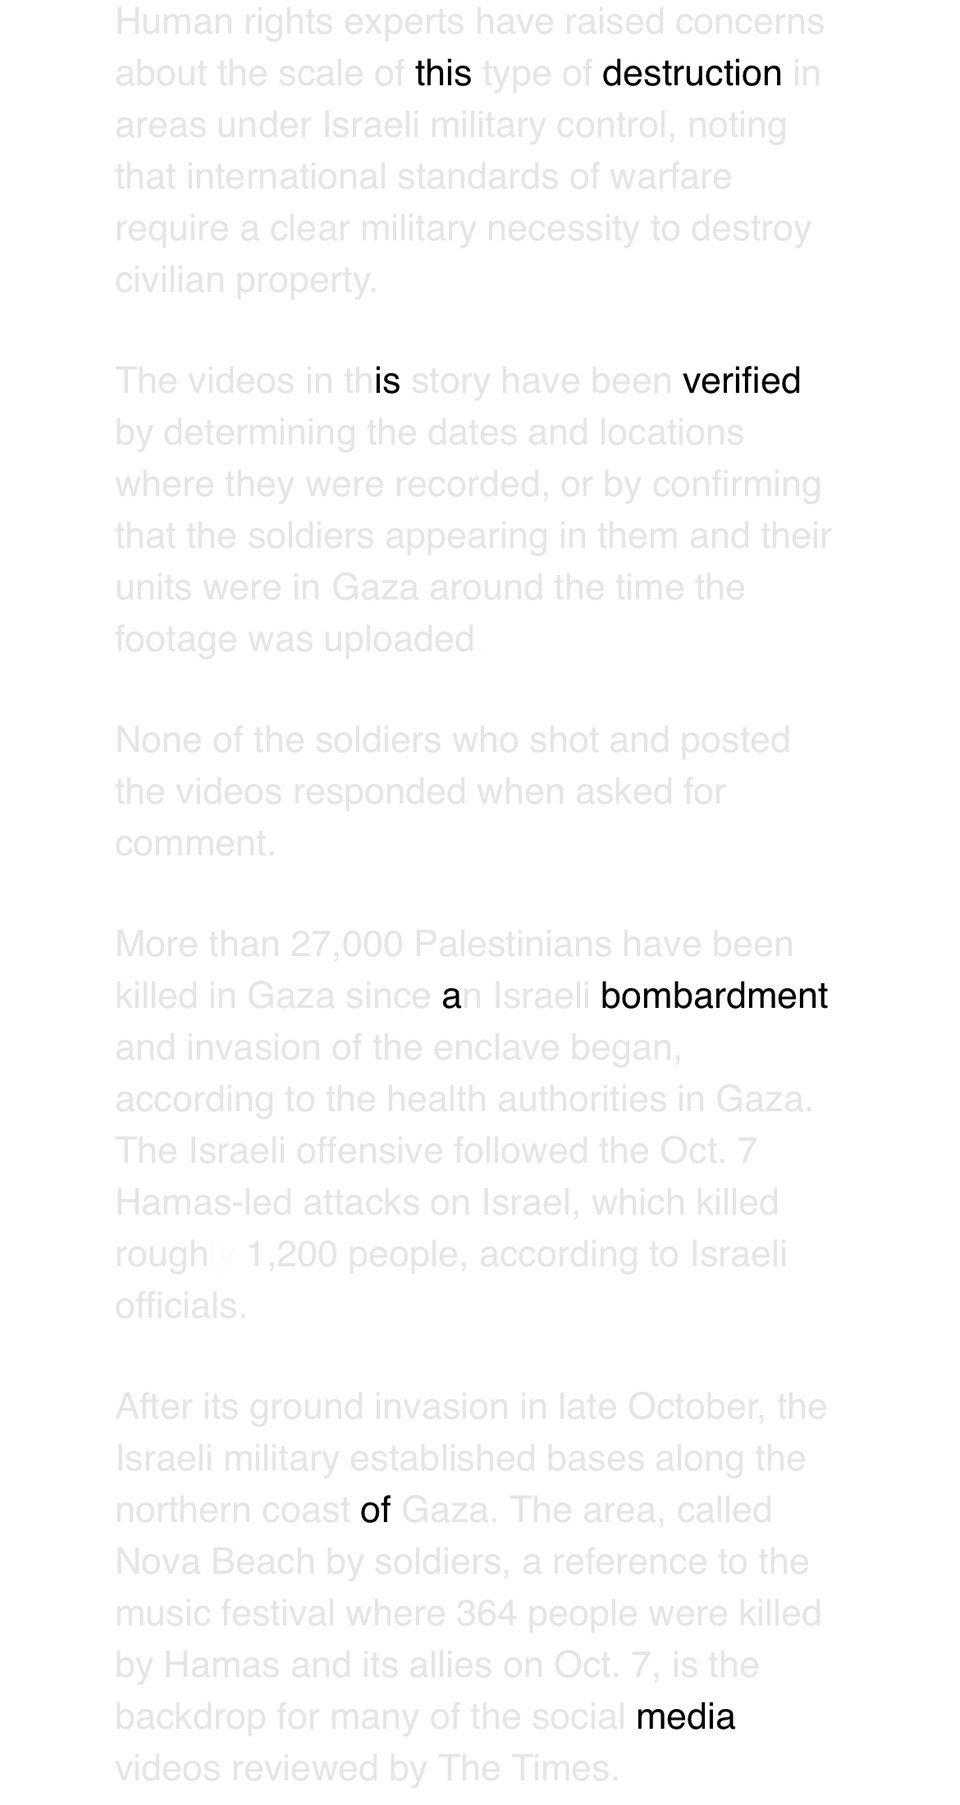 Human rights experts have raised concerns
about the scale of this type of destruction in
areas under Israeli military control, noting
that international standards of warfare
require a clear military necessity to destroy
civilian property.
The videos in this story have been verified
by determining the dates and locations
where they were recorded, or by confirming
that the soldiers appearing in them and their
units were in Gaza around the time the
footage was uploaded.
None of the soldiers who shot and posted
the videos responded when asked for
comment.
More than 27,000 Palestinians have been
killed in Gaza since an Israeli bombardment
and invasion of the enclave began,
according to the health authorities in Gaza.
The Israeli offensive followed the Oct. 7
Hamas-led attacks on Israel, which killed
roughly 1,200 people, according to Israeli
officials.
After its ground invasion in late October, the
Israeli military established bases along the
northern coast of Gaza. The area, called
Nova Beach by soldiers, a reference to the
music festival where 364 people were killed
by Hamas and its allies on Oct. 7, is the
backdrop for many of the social media
videos reviewed by The Times.